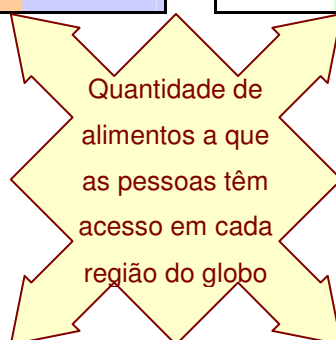 Quantidade de
alimentos a que
as pessoas têm
acesso em cada
região do globo